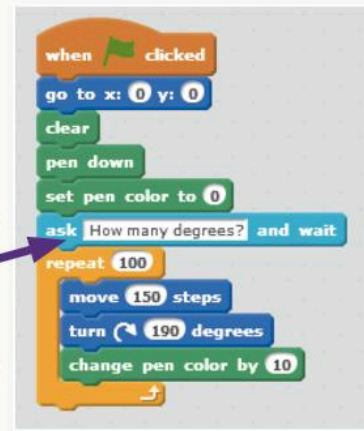 when clicked
go to x: 0 y: 0
clear
pen down
set pen color to 0
ask How many degrees? and wait
repeat 100
move 150 steps
turn 190 degrees
change pen color by 10